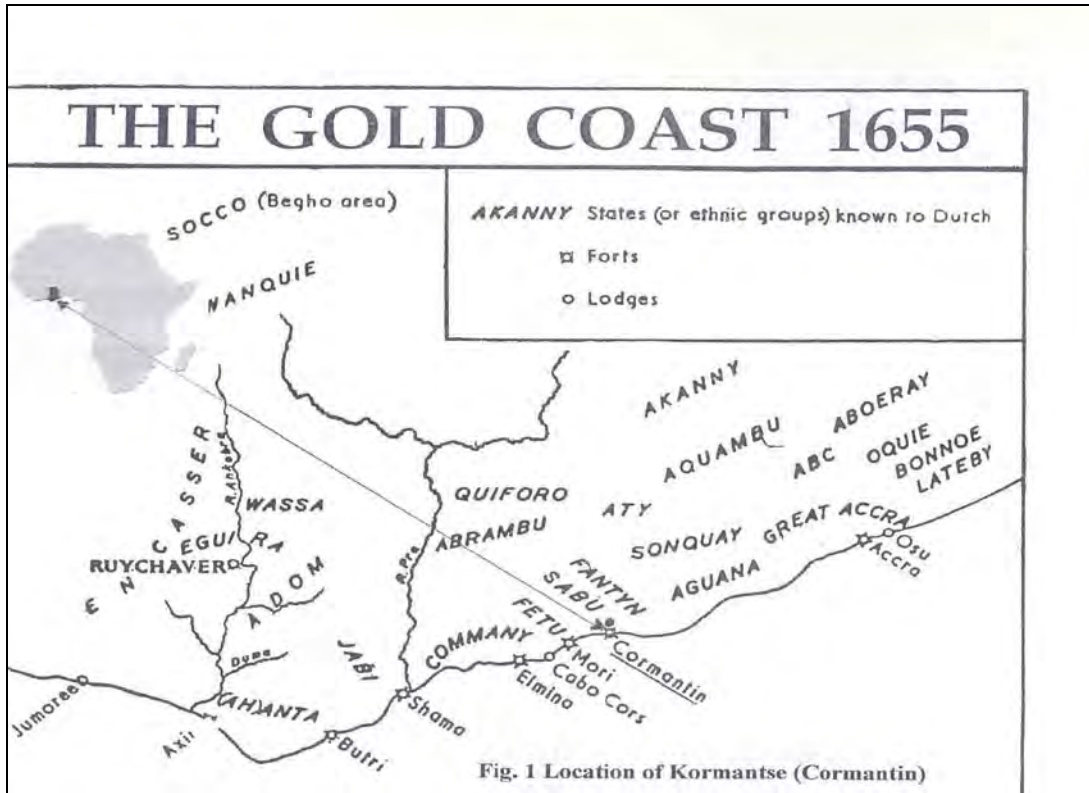 THE GOLD COAST 1655
AKANNY States (or ethnic groups) known to Dutch
Forts
Lodges
SOCCO (Begho area)
NANQUIE
AKANNY
ABOERAY
AQUAMBU
ABC
OQUIE
BONNOE
LATEBY
ENCASSER
R. Ankobra
WASSA
QUIFORO
ATY
EGUIRA
ABRAMBU
SONQUAY
GREAT ACCRA
RUYCHAVER
R. Pra
Osu
Accra
ADOM
FANTYN
SABU
AGUANA
JABI
FETU
COMMANY
Mori
Cormantin
Duma
Cabo Cors
Elmina
Jumoree
(AH)ANTA
Shama
Axim
Butri
Fig. 1 Location of Kormantse (Cormantin)